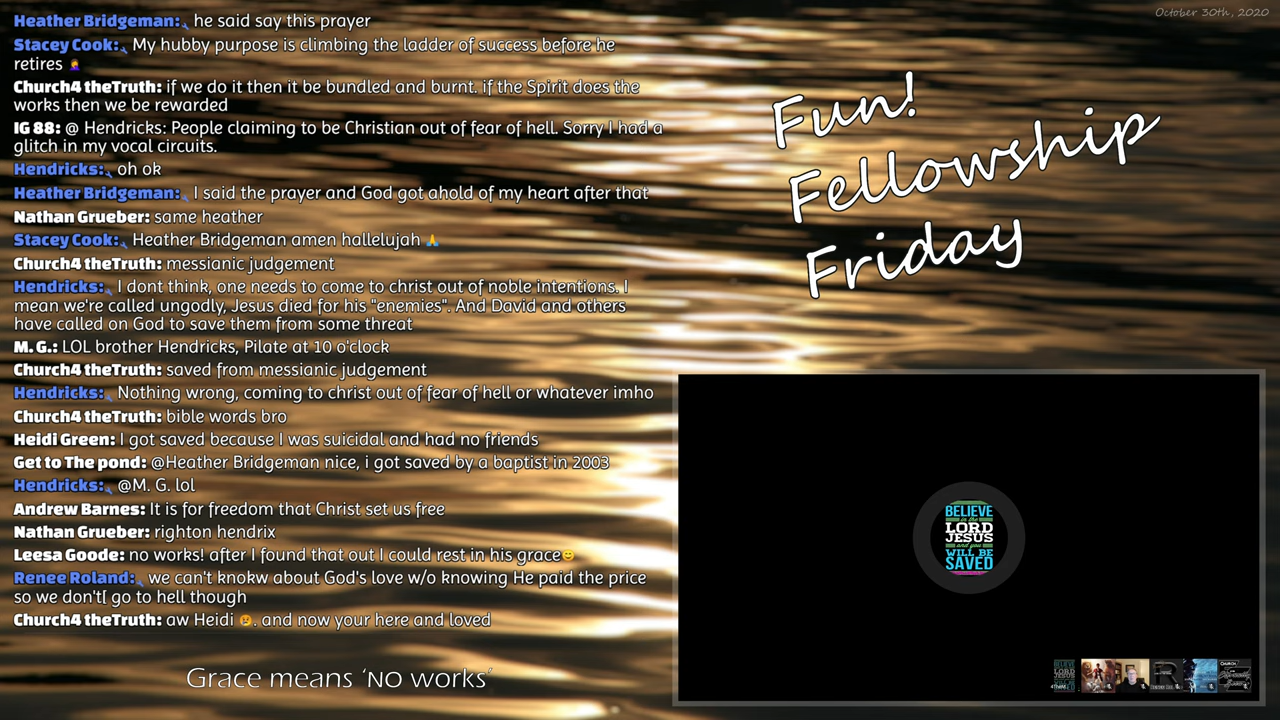 October 30th, 2020
Heather Bridgeman: he said say this prayer
Stacey Cook: My hubby purpose is climbing the ladder of success before he
retires 🤦‍♀️
Church4 theTruth: if we do it then it be bundled and burnt. if the Spirit does the
works then we be rewarded
IG 88: @ Hendricks: People claiming to be Christian out of fear of hell. Sorry I had a
glitch in my vocal circuits.
Hendricks: oh ok
Heather Bridgeman: I said the prayer and God got ahold of my heart after that
Nathan Grueber: same heather
Stacey Cook: Heather Bridgeman amen hallelujah 🙏
Church4 theTruth: messianic judgement
Hendricks: I dont think, one needs to come to christ out of noble intentions. I
mean we're called ungodly, Jesus died for his "enemies". And David and others
have called on God to save them from some threat
M. G.: LOL brother Hendricks, Pilate at 10 o'clock
Church4 theTruth: saved from messianic judgement
Hendricks: Nothing wrong, coming to christ out of fear of hell or whatever imho
Church4 theTruth: bible words bro
Heidi Green: I got saved because I was suicidal and had no friends
Get to The pond: @Heather Bridgeman nice, i got saved by a baptist in 2003
Hendricks: @M. G. lol
Andrew Barnes: It is for freedom that Christ set us free
Nathan Grueber: righton hendrix
Leesa Goode: no works! after I found that out I could rest in his grace😊
Renee Roland: we can't knokw about God's love w/o knowing He paid the price
so we don't[ go to hell though
Church4 theTruth: aw Heidi 😢. and now your here and loved
Grace means 'NO works'
Fun!
Fellowship
Friday
BELIEVE
in the
LORD
JESUS
and you
WILL BE
SAVED